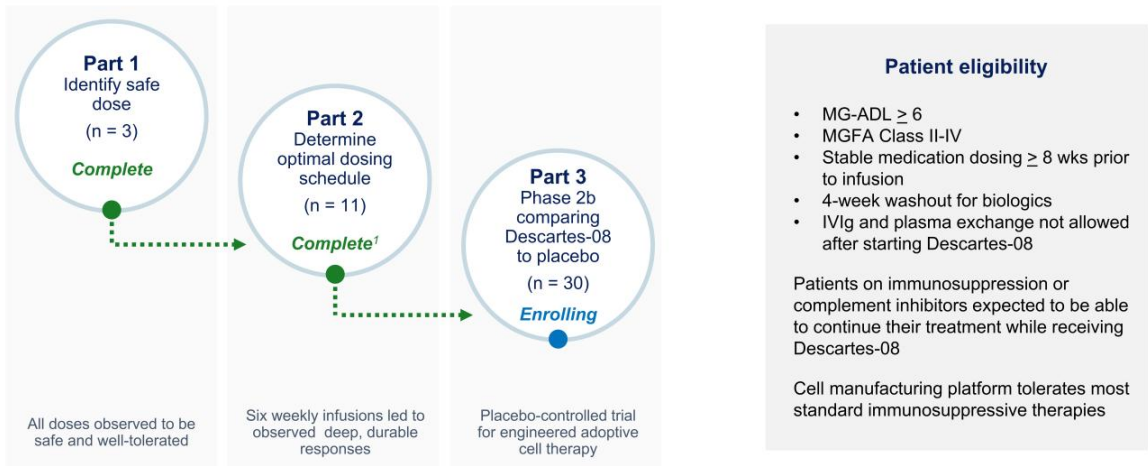 Part 1
Identify safe
dose
(n = 3)
Complete
All doses observed to be
safe and well-tolerated
Part 2
Determine
optimal dosing
schedule
(n = 11)
Complete¹
Six weekly infusions led to
observed deep, durable
responses
Part 3
Phase 2b
comparing
Descartes-08
to placebo
(n = 30)
Enrolling
Placebo-controlled trial
for engineered adoptive
cell therapy
Patient eligibility
• MG-ADL ≥ 6
• MGFA Class II-IV
• Stable medication dosing ≥ 8 wks prior
to infusion
• 4-week washout for biologics
• IVIg and plasma exchange not allowed
after starting Descartes-08
Patients on immunosuppression or
complement inhibitors expected to be able
to continue their treatment while receiving
Descartes-08
Cell manufacturing platform tolerates most
standard immunosuppressive therapies